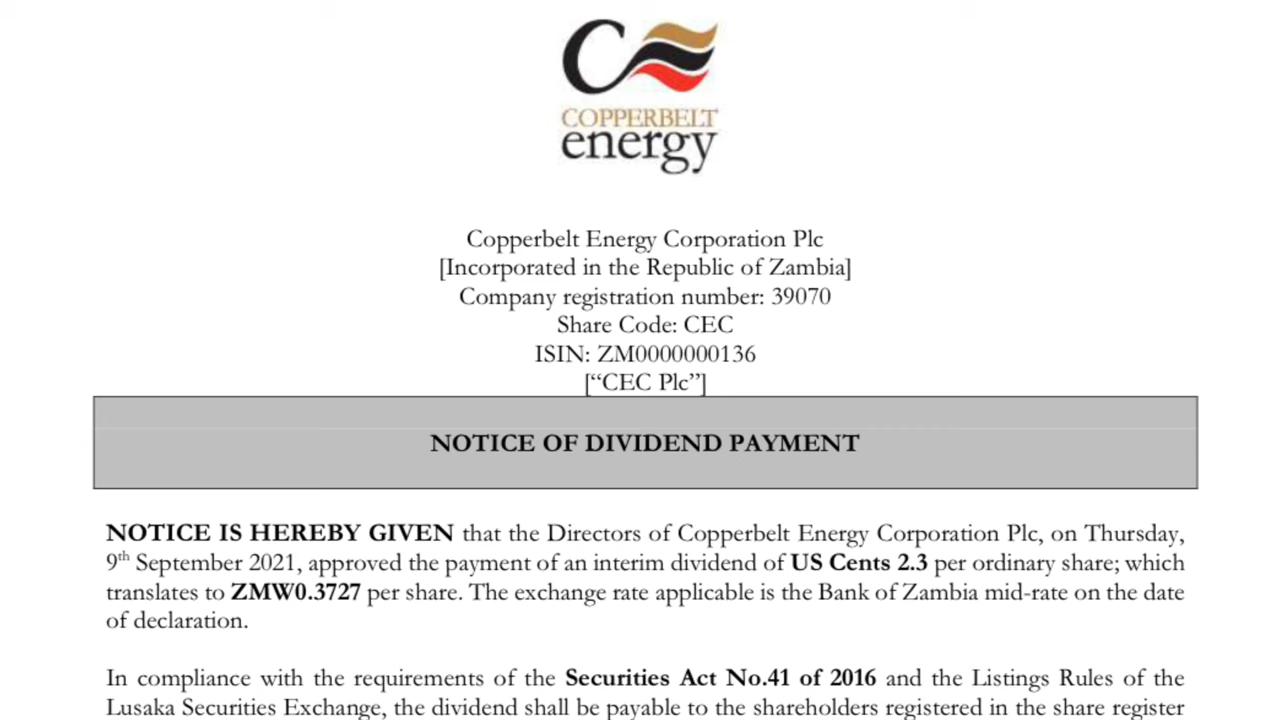 COPPERBELT
energy
Copperbelt Energy Corporation Plc
[Incorporated in the Republic of Zambia]
Company registration number: 39070
Share Code: CEC
ISIN: ZM0000000136
[“CEC Plc”]
NOTICE OF DIVIDEND PAYMENT
NOTICE IS HEREBY GIVEN that the Directors of Copperbelt Energy Corporation Plc, on Thursday,
9th September 2021, approved the payment of an interim dividend of US Cents 2.3 per ordinary share; which
translates to ZMW0.3727 per share. The exchange rate applicable is the Bank of Zambia mid-rate on the date
of declaration.
In compliance with the requirements of the Securities Act No.41 of 2016 and the Listings Rules of the
Lusaka Securities Exchange, the dividend shall be payable to the shareholders registered in the share register